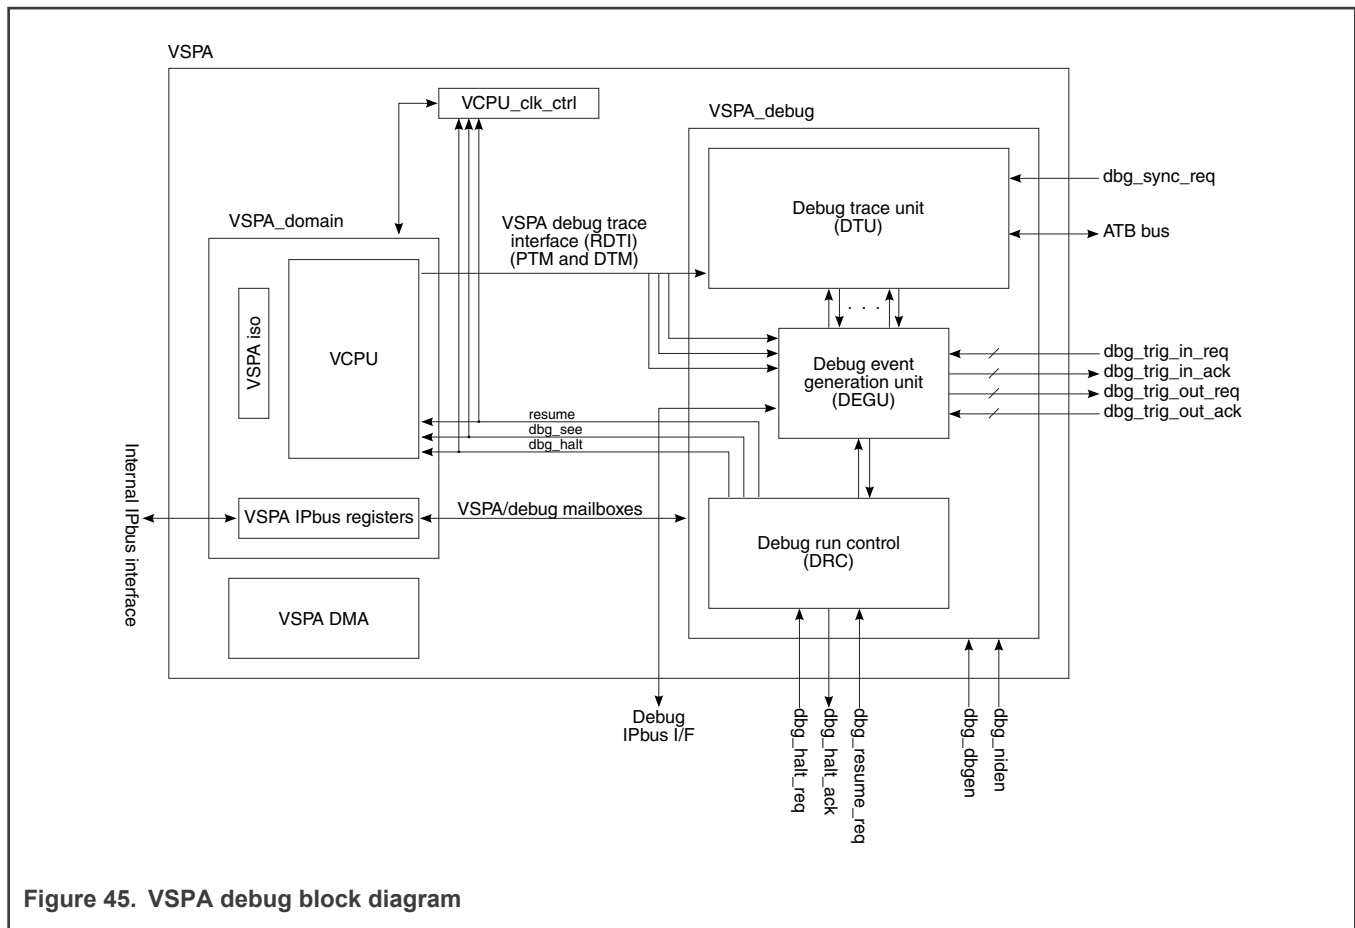 VSPA
VCPU_clk_ctrl
VSPA_debug
Debug trace unit
(DTU)
dbg_sync_req
ATB bus
VSPA_domain
VSPA debug trace
interface (RDTI)
(PTM and DTM)
. . .
VSPA iso
VCPU
Debug event
generation unit
(DEGU)
dbg_trig_in_req
dbg_trig_in_ack
dbg_trig_out_req
dbg_trig_out_ack
resume
dbg_see
dbg_halt
Internal IPbus interface
VSPA IPbus registers
VSPA/debug mailboxes
Debug run control
(DRC)
VSPA DMA
Debug
IPbus I/F
dbg_halt_req
dbg_halt_ack
dbg_resume_req
dbg_dbgen
dbg_niden
Figure 45. VSPA debug block diagram